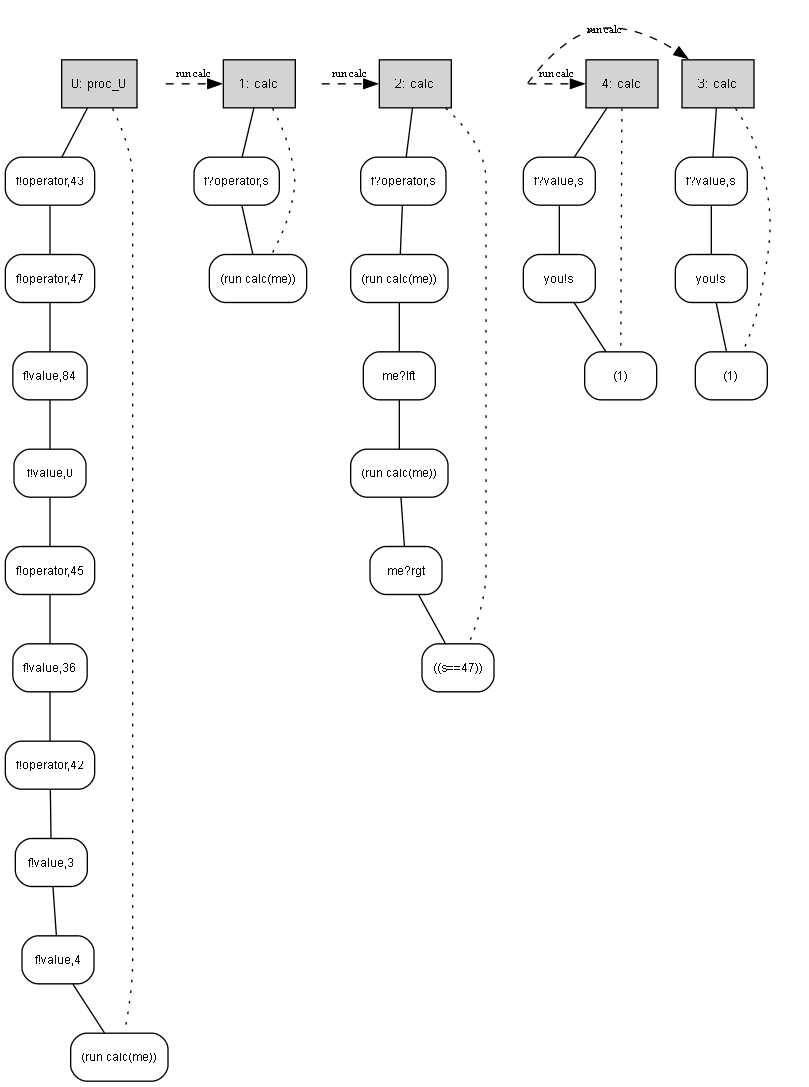 0: proc_0
f!operator,43
f!operator,47
f!value,84
f!value,0
f!operator,45
f!value,36
f!operator,42
f!value,3
f!value,4
(run calc(me))
run calc
1: calc
f?operator,s
(run calc(me))
run calc
2: calc
f?operator,s
(run calc(me))
me?lft
(run calc(me))
me?rgt
((s==47))
run calc
run calc
4: calc
f?value,s
you!s
(1)
3: calc
f?value,s
you!s
(1)